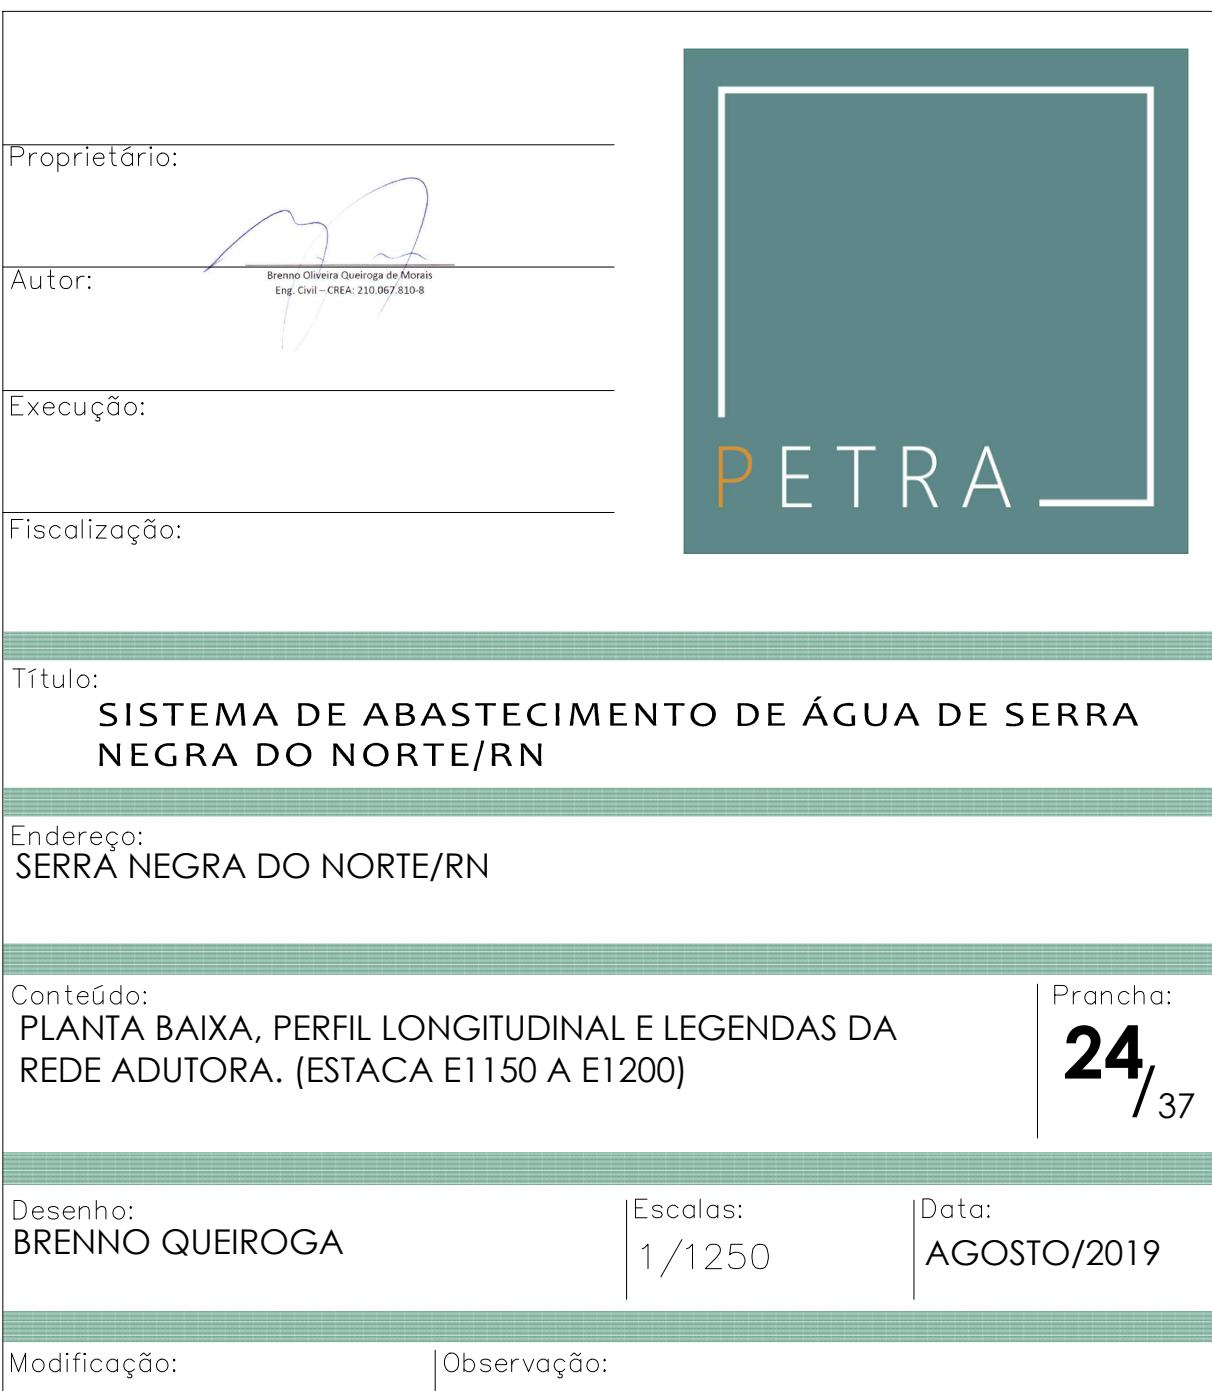 Proprietário:
Brenno Oliveira Queiroga de Morais
Eng. Civil – CREA: 210.067.810-8
Autor:
Execução:
Fiscalização:
PETRA
Título:
SISTEMA DE ABASTECIMENTO DE ÁGUA DE SERRA
NEGRA DO NORTE/RN
Endereço:
SERRA NEGRA DO NORTE/RN
Conteúdo:
PLANTA BAIXA, PERFIL LONGITUDINAL E LEGENDAS DA
REDE ADUTORA. (ESTACA E1150 A E1200)
Prancha:
24/37
Desenho:
BRENNO QUEIROGA
Escalas:
1/1250
Data:
AGOSTO/2019
Modificação:
Observação: